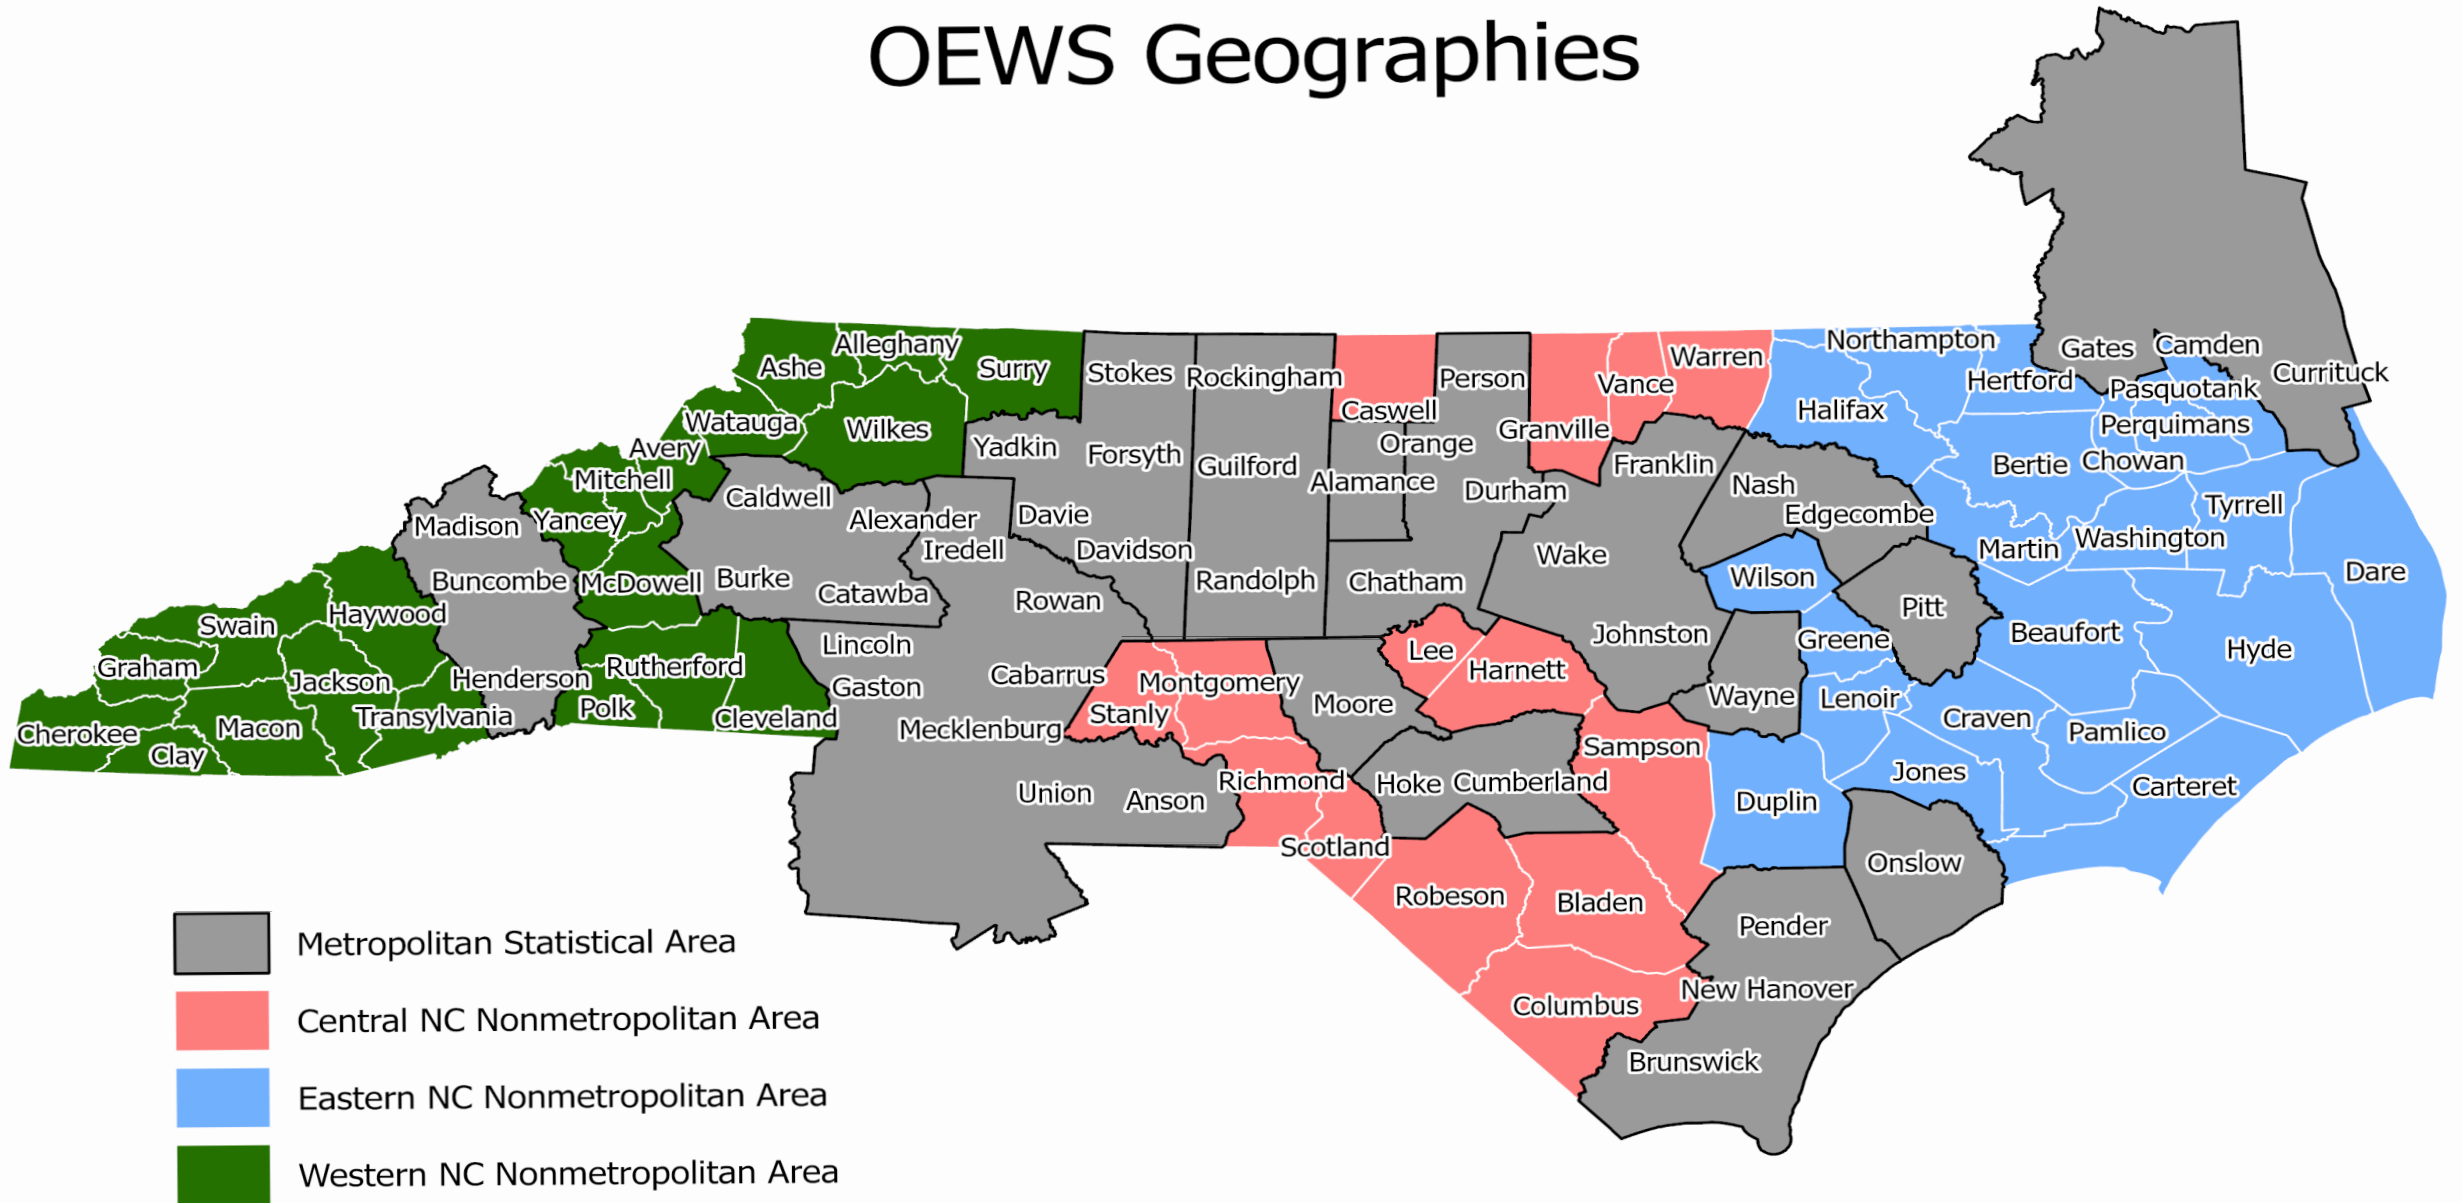 OEWS Geographies
Northampton
Gates
Camden
Alleghany
Ashe
Surry
Stokes
Rockingham
Person
Vance
Warren
Hertford
Pasquotank
Currituck
Watauga
Wilkes
Caswell
Granville
Halifax
Perquimans
Avery
Yadkin
Forsyth
Guilford
Orange
Franklin
Bertie
Chowan
Mitchell
Caldwell
Alamance
Durham
Nash
Edgecombe
Tyrrell
Madison
Yancey
Alexander
Davie
Iredell
Davidson
Wake
Martin
Washington
Buncombe
McDowell
Burke
Catawba
Rowan
Randolph
Chatham
Wilson
Pitt
Dare
Swain
Haywood
Lincoln
Lee
Johnston
Greene
Beaufort
Hyde
Graham
Jackson
Henderson
Rutherford
Gaston
Cabarrus
Montgomery
Harnett
Wayne
Lenoir
Cherokee
Macon
Transylvania
Polk
Cleveland
Mecklenburg
Stanly
Moore
Sampson
Craven
Pamlico
Clay
Union
Anson
Richmond
Hoke
Cumberland
Duplin
Jones
Carteret
Scotland
Onslow
Robeson
Bladen
Pender
New Hanover
Columbus
Brunswick
Metropolitan Statistical Area
Central NC Nonmetropolitan Area
Eastern NC Nonmetropolitan Area
Western NC Nonmetropolitan Area